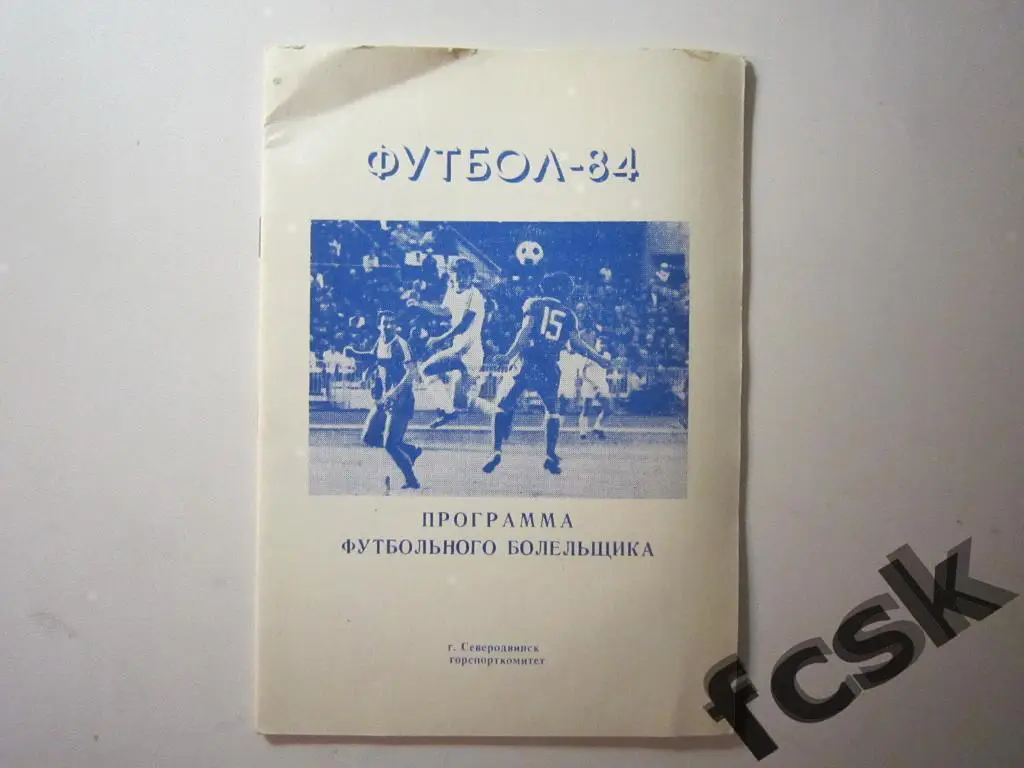 ФУТБОЛ-84
15
ПРОГРАММА
ФУТБОЛЬНОГО БОЛЕЛЬЩИКА
г. Северодвинск
горспорткомитет
fcsk